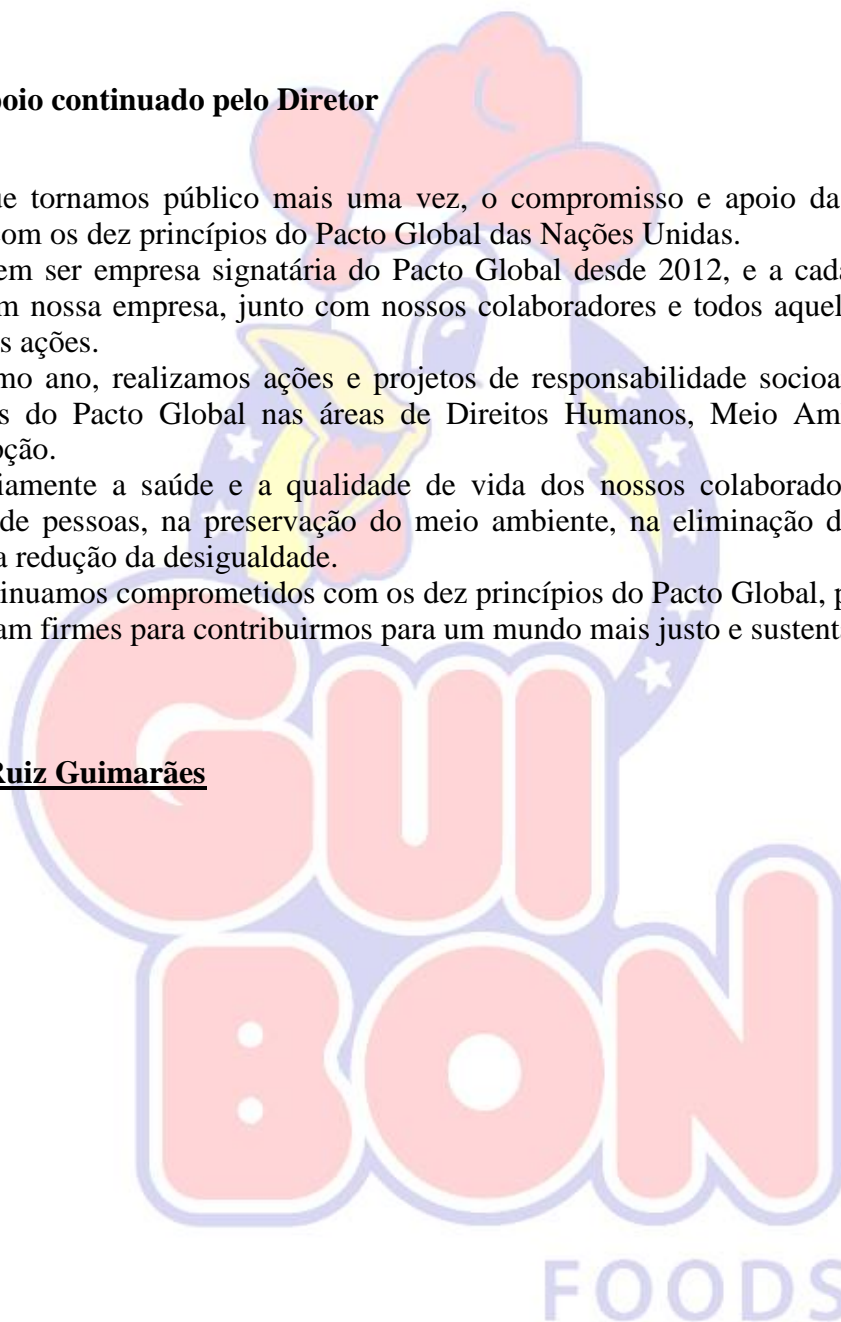 poio continuado pelo Diretor
ue tornamos público mais uma vez, o compromisso e apoio da
com os dez princípios do Pacto Global das Nações Unidas.
em ser empresa signatária do Pacto Global desde 2012, e a cada
m nossa empresa, junto com nossos colaboradores e todos aquel
s ações.
mo ano, realizamos ações e projetos de responsabilidade socioa
s do Pacto Global nas áreas de Direitos Humanos, Meio Am
pção.
iamente a saúde e a qualidade de vida dos nossos colaborado
de pessoas, na preservação do meio ambiente, na eliminação d
a redução da desigualdade.
tinuamos comprometidos com os dez princípios do Pacto Global, p
am firmes para contribuirmos para um mundo mais justo e sustent
Ruiz Guimarães
GUI
BON
FOODS